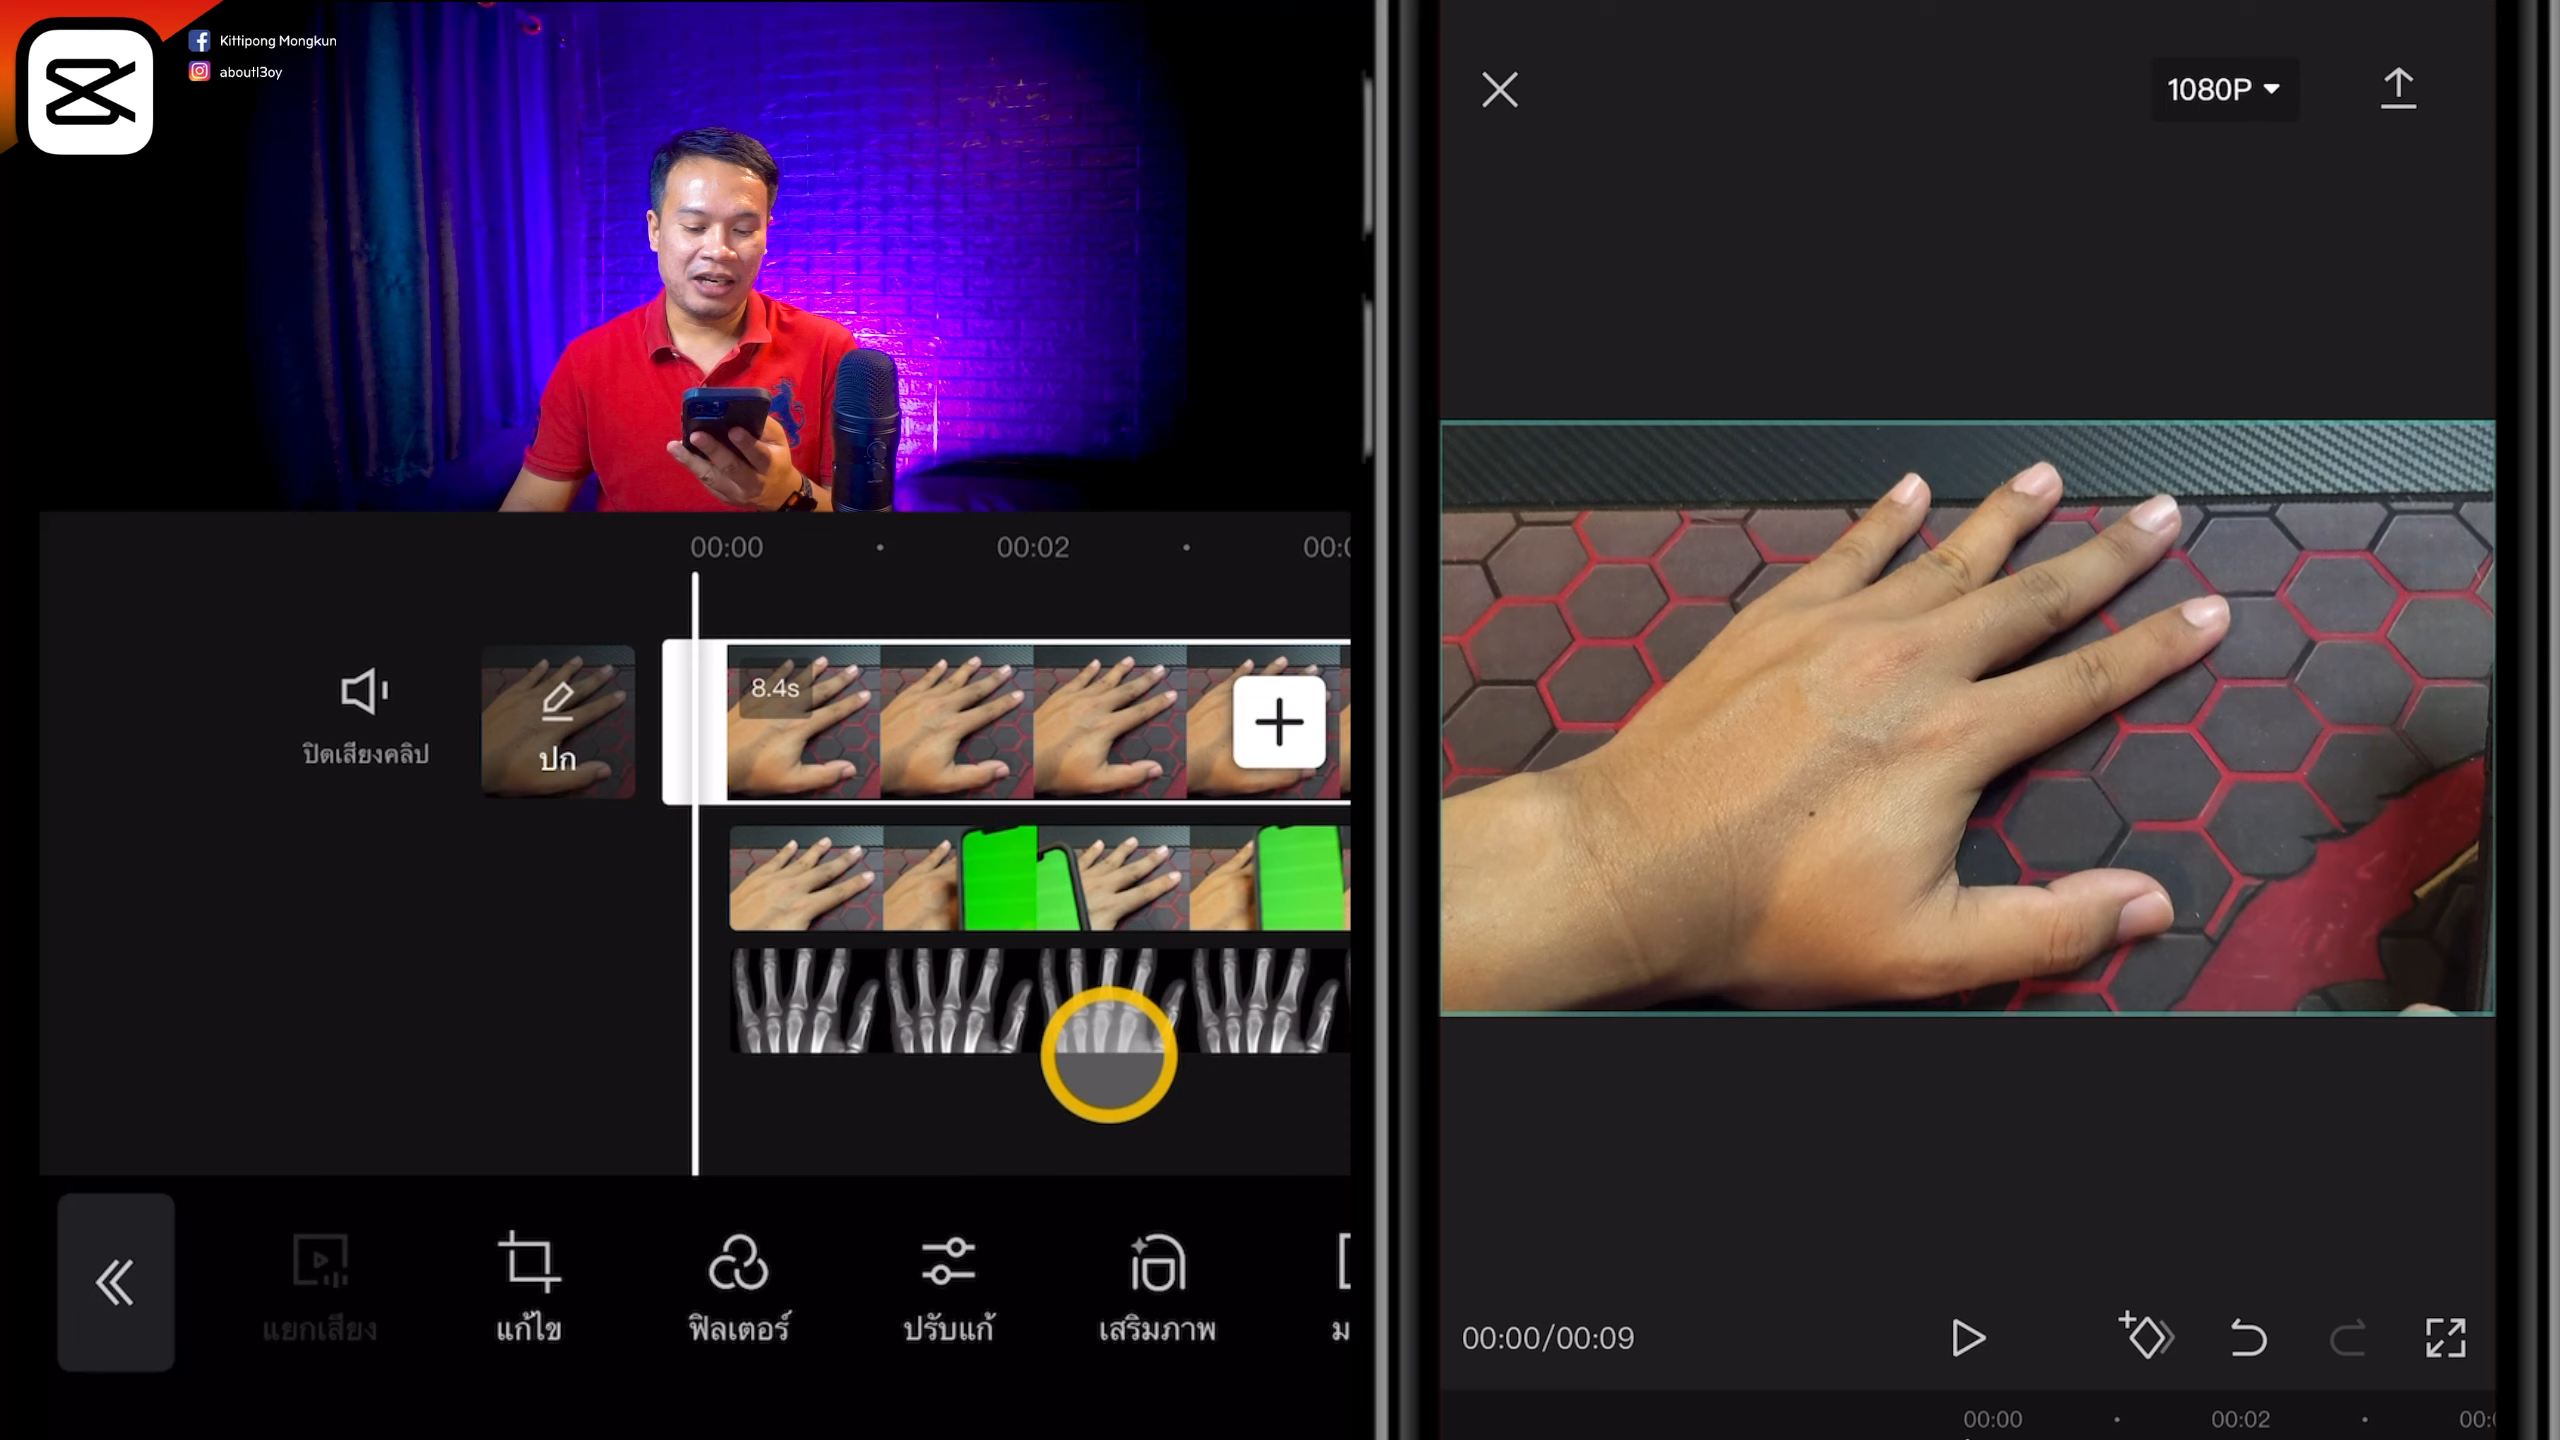 Kittipong Mongkun
aboutl3oy
1080P
00:00
00:02
8.4s
ปิดเสียงคลิป
ปก
แยกเสียง
แก้ไข
ฟิลเตอร์
ปรับแก้
เสริมภาพ
00:00/00:09
00:00
00:02